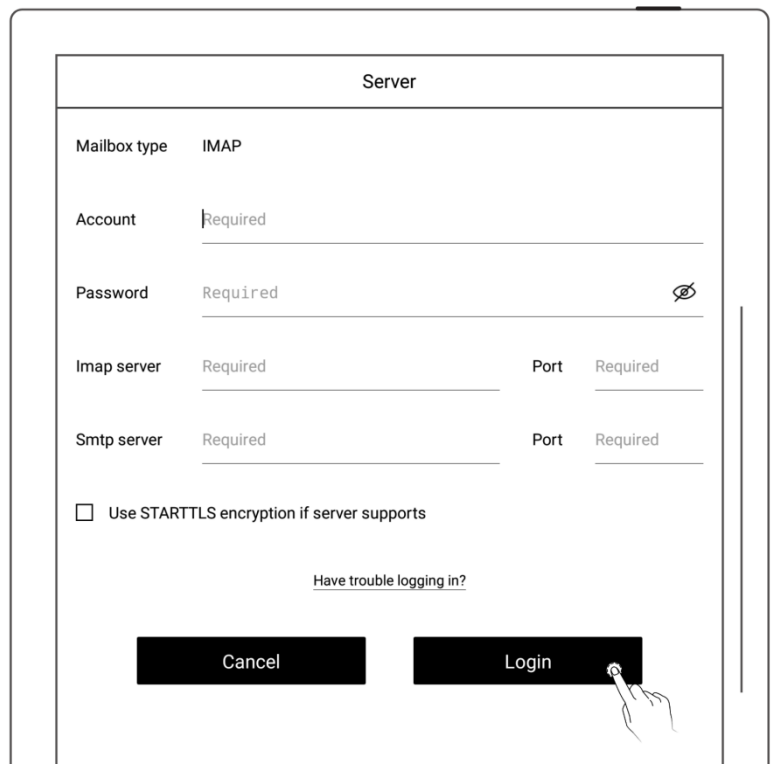 Server
Mailbox type IMAP
Account Required
Password Required
Imap server Required Port Required
Smtp server Required Port Required
Use STARTTLS encryption if server supports
Have trouble logging in?
Cancel Login